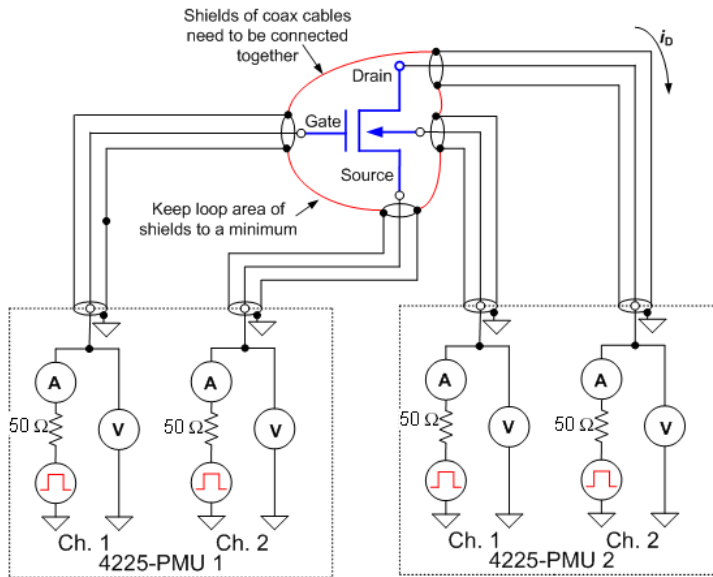 Shields of coax cables
need to be connected
together
iD
Drain
Gate
Source
Keep loop area of
shields to a minimum
A
A
A
A
50 Ω
50 Ω
50 Ω
50 Ω
V
V
V
V
Ch. 1
Ch. 2
Ch. 1
Ch. 2
4225-PMU 1
4225-PMU 2